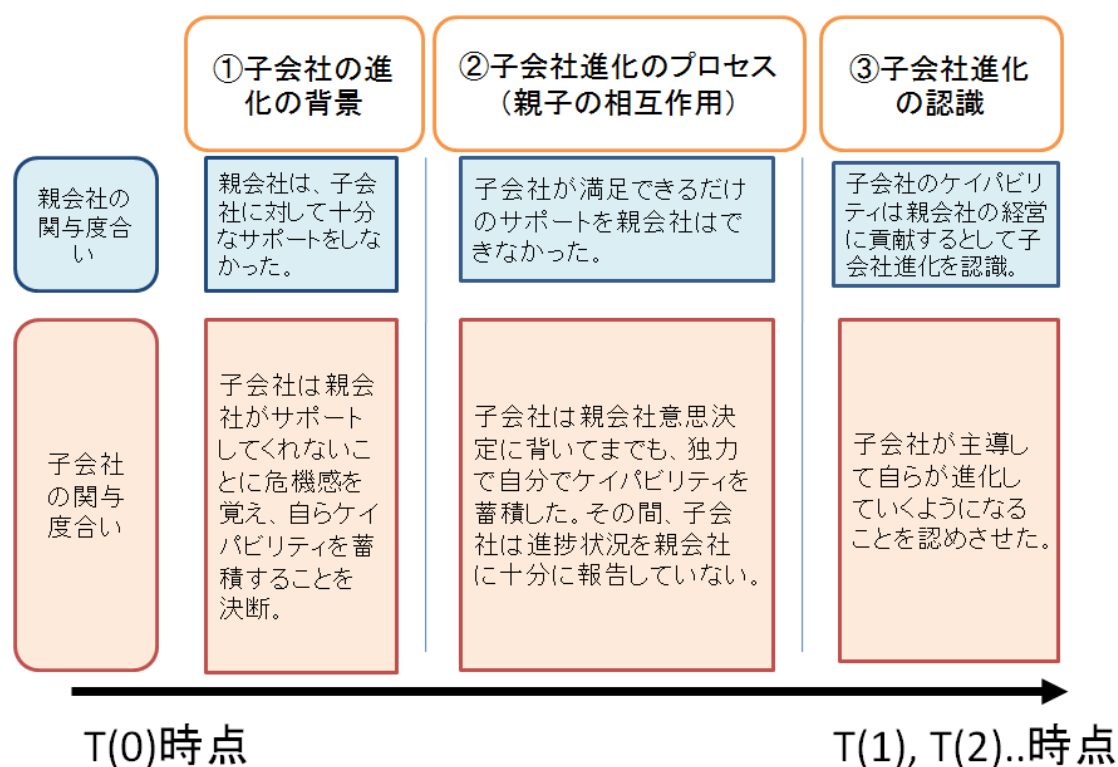 ①子会社の進
化の背景
②子会社進化のプロセス
（親子の相互作用）
③子会社進化
の認識
親会社の
関与度合
い
親会社は、子会
社に対して十分
なサポートをしな
かった。
子会社が満足できるだけ
のサポートを親会社はで
きなかった。
子会社のケイパビリ
ティは親会社の経営
に貢献するとして子
会社進化を認識。
子会社
の関与
度合い
子会社は親会
社がサポート
してくれないこ
とに危機感を
覚え、自らケイ
パビリティを蓄
積することを
決断。
子会社は親会社意思決
定に背いてまでも、独力
で自分でケイパビリティを
蓄積した。その間、子会
社は進捗状況を親会社
に十分に報告していない。
子会社が主導し
て自らが進化し
ていくようになる
ことを認めさせた。
T(0)時点
T(1), T(2)..時点